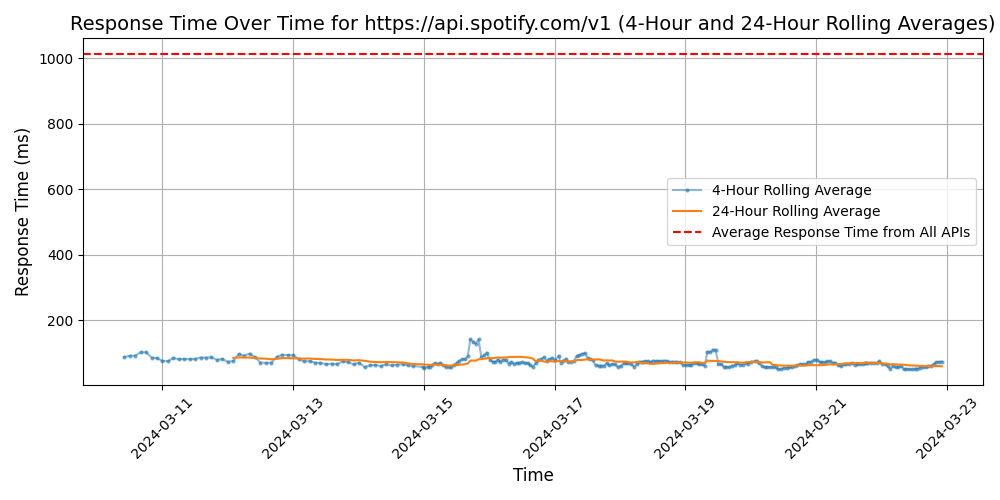 Response Time Over Time for https://api.spotify.com/v1 (4-Hour and 24-Hour Rolling Averages)
Response Time (ms)
1000
800
600
400
200
4-Hour Rolling Average
24-Hour Rolling Average
Average Response Time from All APIs
2024-03-11
2024-03-13
2024-03-15
2024-03-17
2024-03-19
2024-03-21
2024-03-23
Time